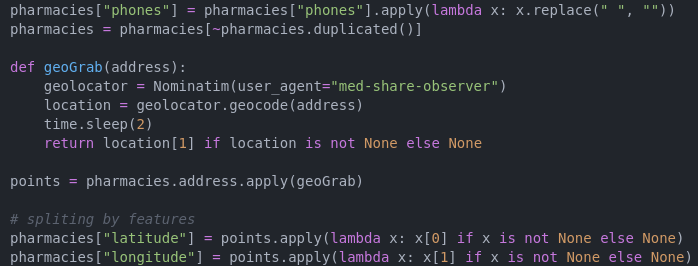 pharmacies["phones"] = pharmacies["phones"].apply(lambda x: x.replace(" ", ""))
pharmacies = pharmacies[~pharmacies.duplicated()]

def geoGrab(address):
    geolocator = Nominatim(user_agent="med-share-observer")
    location = geolocator.geocode(address)
    time.sleep(2)
    return location[1] if location is not None else None

points = pharmacies.address.apply(geoGrab)

# spliting by features
pharmacies["latitude"] = points.apply(lambda x: x[0] if x is not None else None)
pharmacies["longitude"] = points.apply(lambda x: x[1] if x is not None else None)